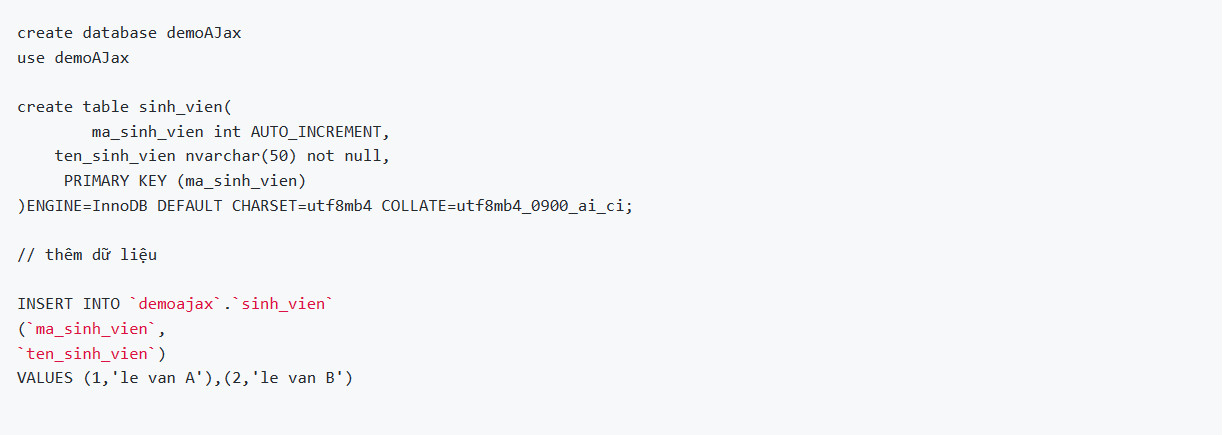 create database demoAJax
use demoAJax
create table sinh_vien(
ma_sinh_vien int AUTO_INCREMENT,
ten_sinh_vien nvarchar(50) not null,
PRIMARY KEY (ma_sinh_vien)
)ENGINE=InnoDB DEFAULT CHARSET=utf8mb4 COLLATE=utf8mb4_0900_ai_ci;
// thêm dữ liệu
INSERT INTO `demoajax`.`sinh_vien`
(`ma_sinh_vien`,
`ten_sinh_vien`)
VALUES (1,'le van A'),(2,'le van B')